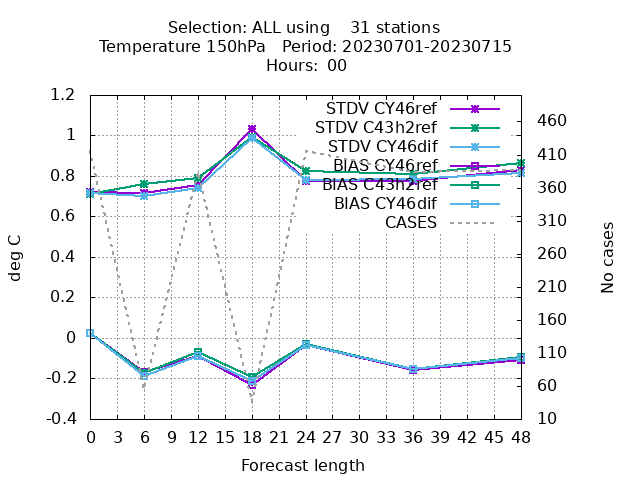 Selection: ALL using    31 stations
Temperature 150hPa   Period: 20230701-20230715
Hours:  00
STDV CY46ref
STDV C43h2ref
STDV CY46dif
BIAS CY46ref
BIAS C43h2ref
BIAS CY46dif
CASES
1.2
1
0.8
0.6
0.4
0.2
0
-0.2
-0.4
deg C
460
410
360
310
260
210
160
110
60
10
No cases
0 3 6 9 12 15 18 21 24 27 30 33 36 39 42 45 48
Forecast length